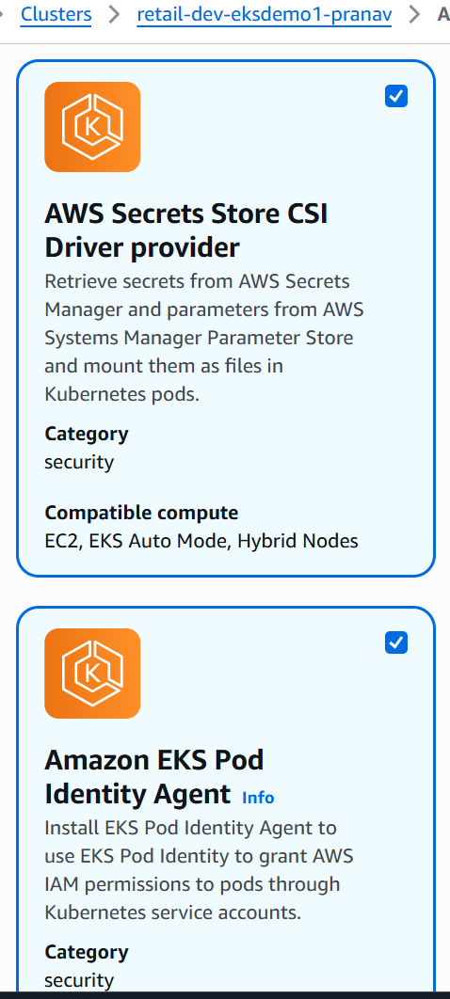 Clusters > retail-dev-eksdemo1-pranav > A
K
AWS Secrets Store CSI
Driver provider
Retrieve secrets from AWS Secrets
Manager and parameters from AWS
Systems Manager Parameter Store
and mount them as files in
Kubernetes pods.
Category
security
Compatible compute
EC2, EKS Auto Mode, Hybrid Nodes
K
Amazon EKS Pod
Identity Agent Info
Install EKS Pod Identity Agent to
use EKS Pod Identity to grant AWS
IAM permissions to pods through
Kubernetes service accounts.
Category
security